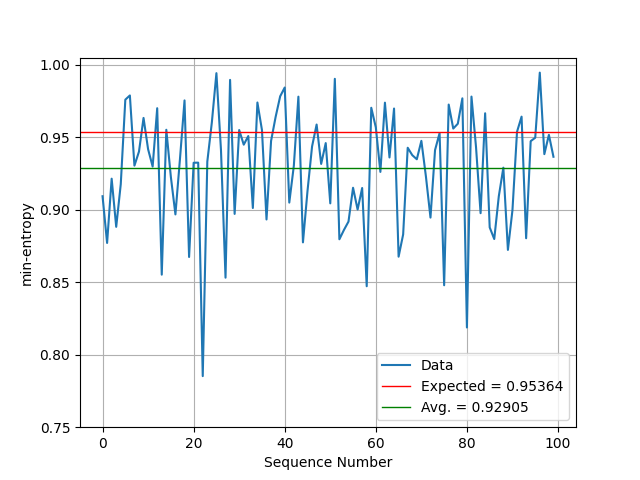 1.00
0.95
0.90
0.85
0.80
0.75
min-entropy
0 20 40 60 80 100
Sequence Number
Data
Expected = 0.95364
Avg. = 0.92905